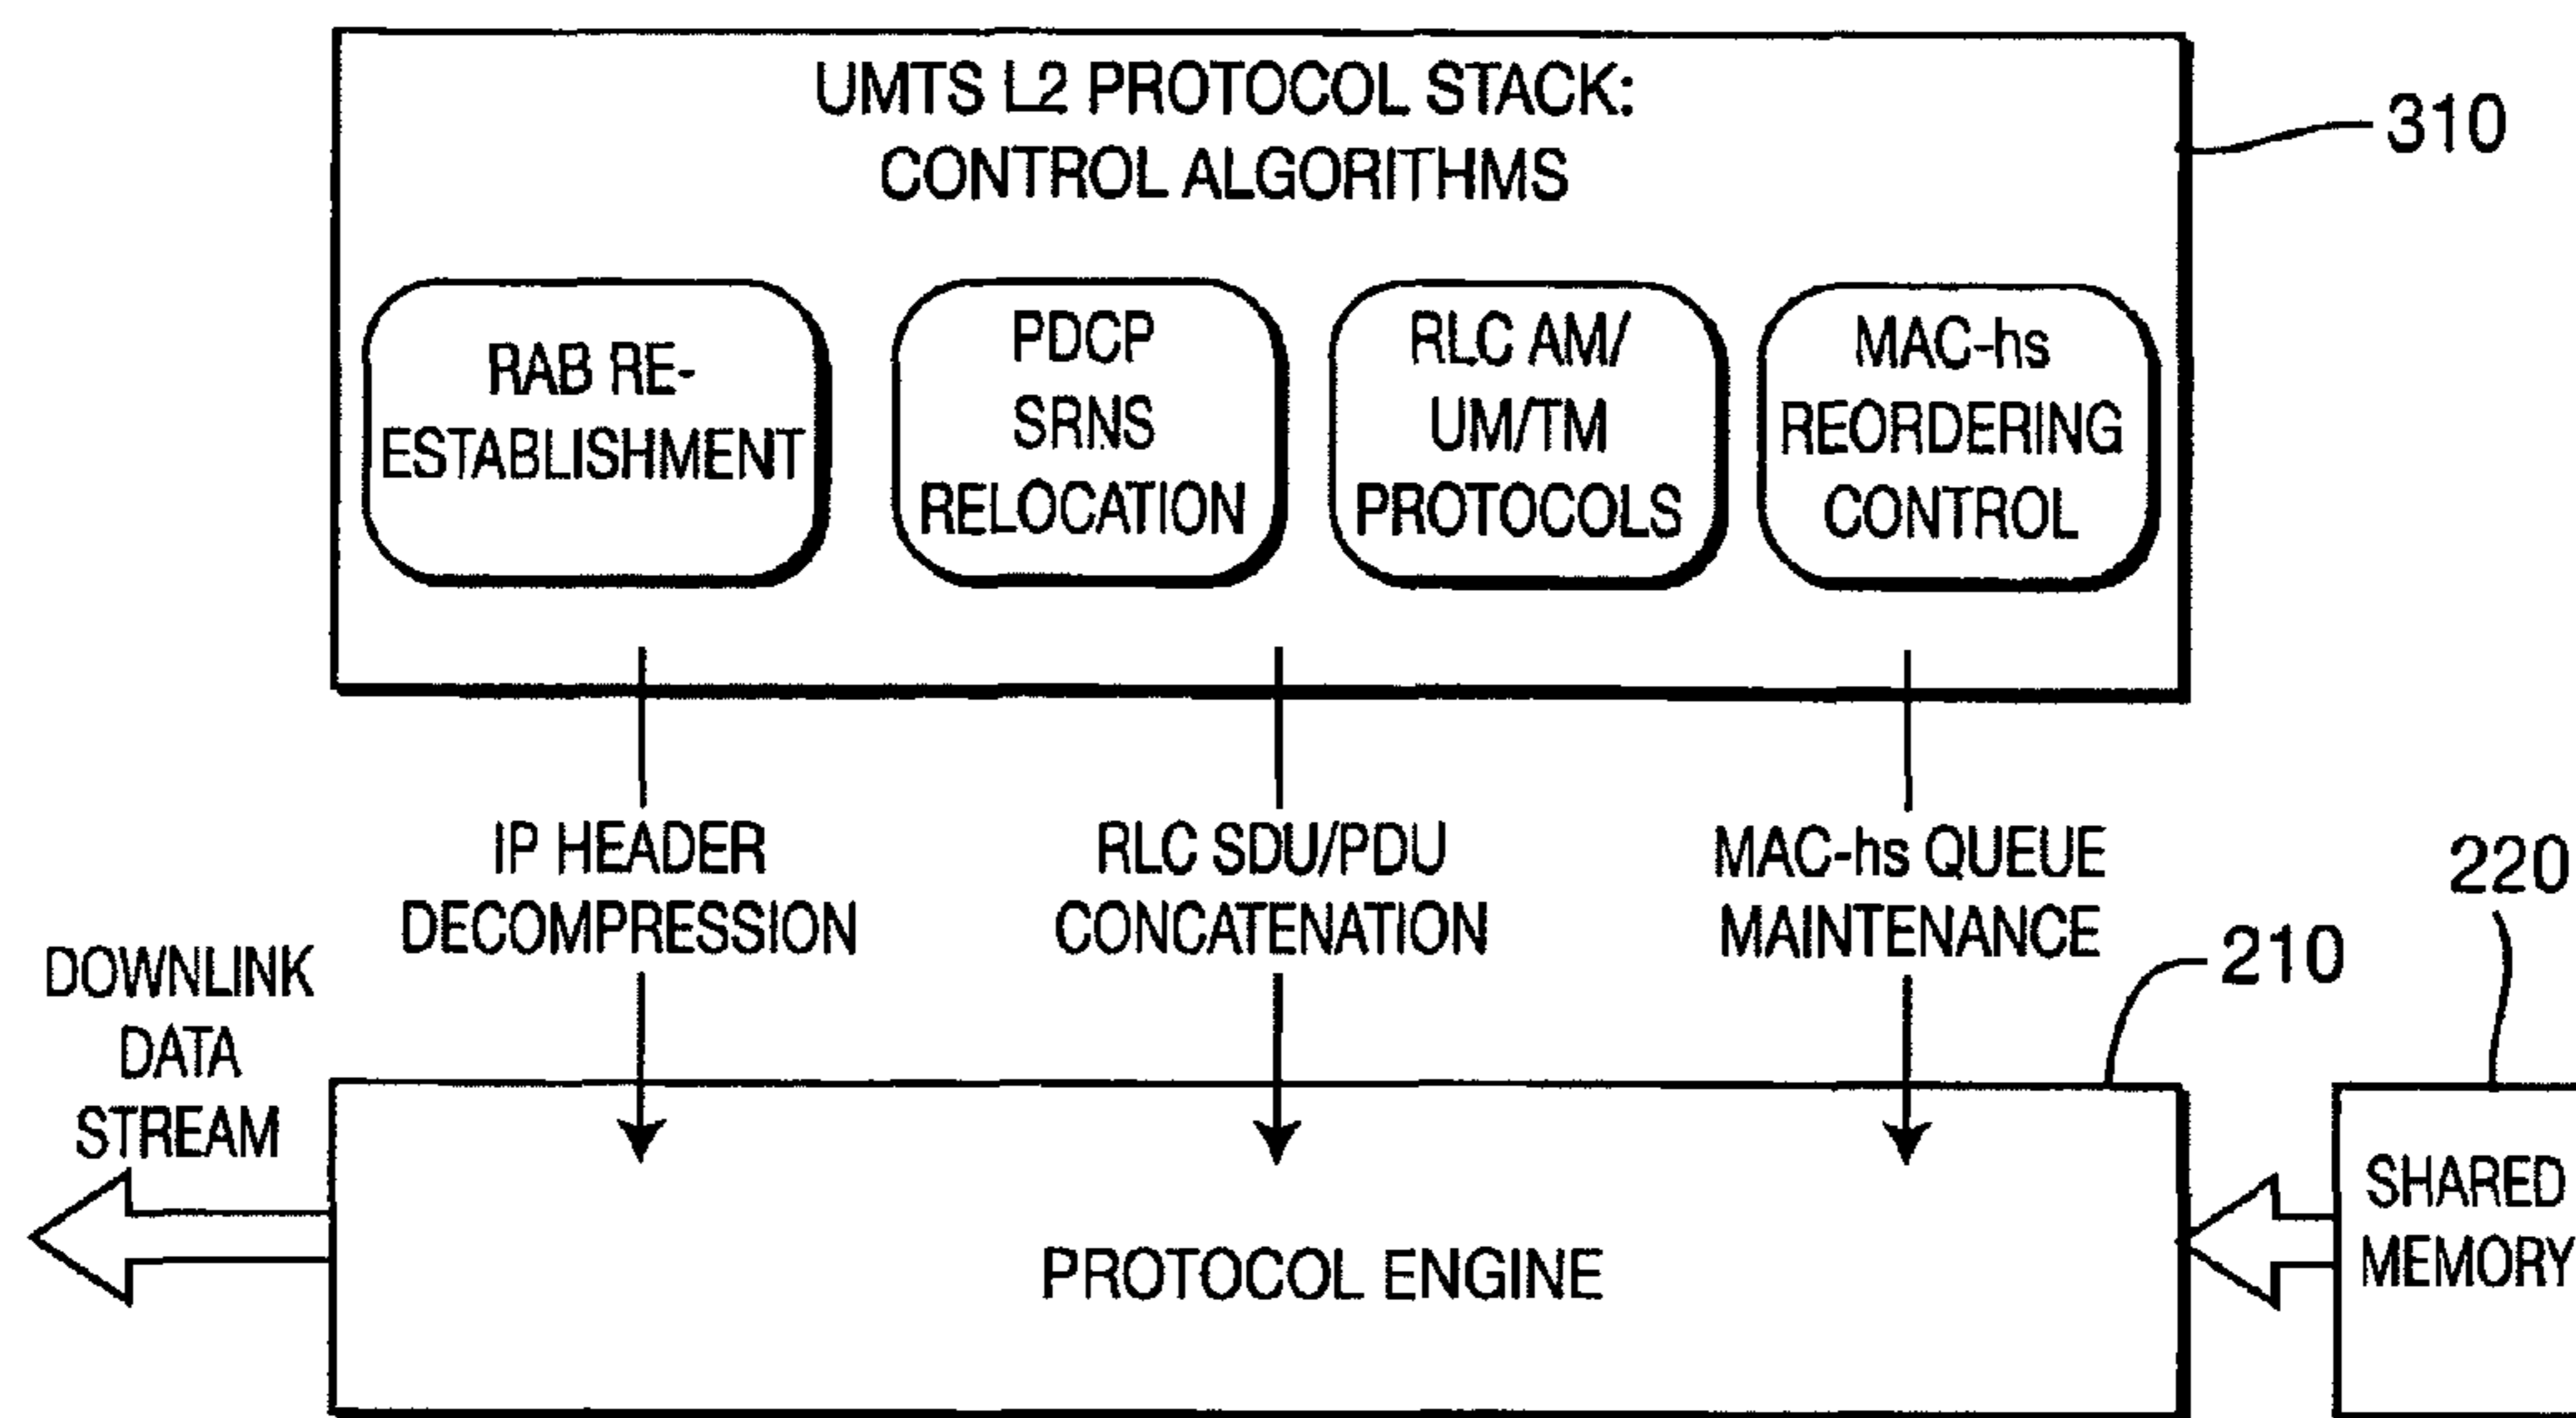 UMTS L2 PROTOCOL STACK:
CONTROL ALGORITHMS
310
RAB RE-
ESTABLISHMENT
PDCP
SRNS
RELOCATION
RLC AM/
UM/TM
PROTOCOLS
MAC-hs
REORDERING
CONTROL
IP HEADER
DECOMPRESSION
RLC SDU/PDU
CONCATENATION
MAC-hs QUEUE
MAINTENANCE
220
210
DOWNLINK
DATA
STREAM
PROTOCOL ENGINE
SHARED
MEMORY